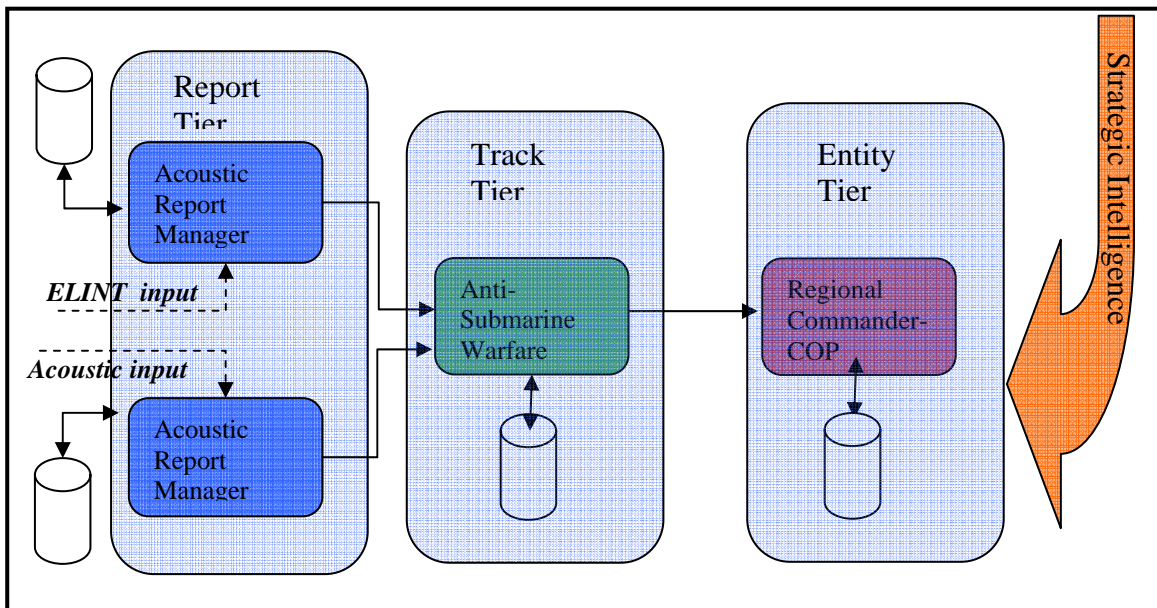 Report
Tier
Acoustic
Report
Manager
ELINT input
Acoustic input
Acoustic
Report
Manager
Track
Tier
Anti-
Submarine
Warfare
Entity
Tier
Regional
Commander-
COP
Strategic Intelligence